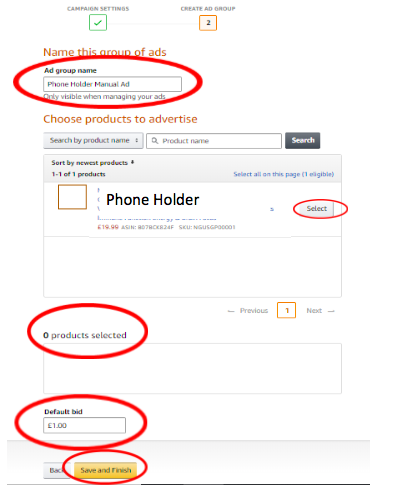 CAMPAIGN SETTINGS
CREATE AD GROUP
2
Name this group of ads
Ad group name
Phone Holder Manual Ad
Only visible when managing your ads
Choose products to advertise
Search by product name
Product name
Search
Sort by newest products
1-1 of 1 products
Select all on this page (1 eligible)
Phone Holder
s
Select
£19.99 ASIN: B07BCKR24F SKU: NGUSGP00001
← Previous 1 Next →
0 products selected
Default bid
£1.00
Back
Save and Finish